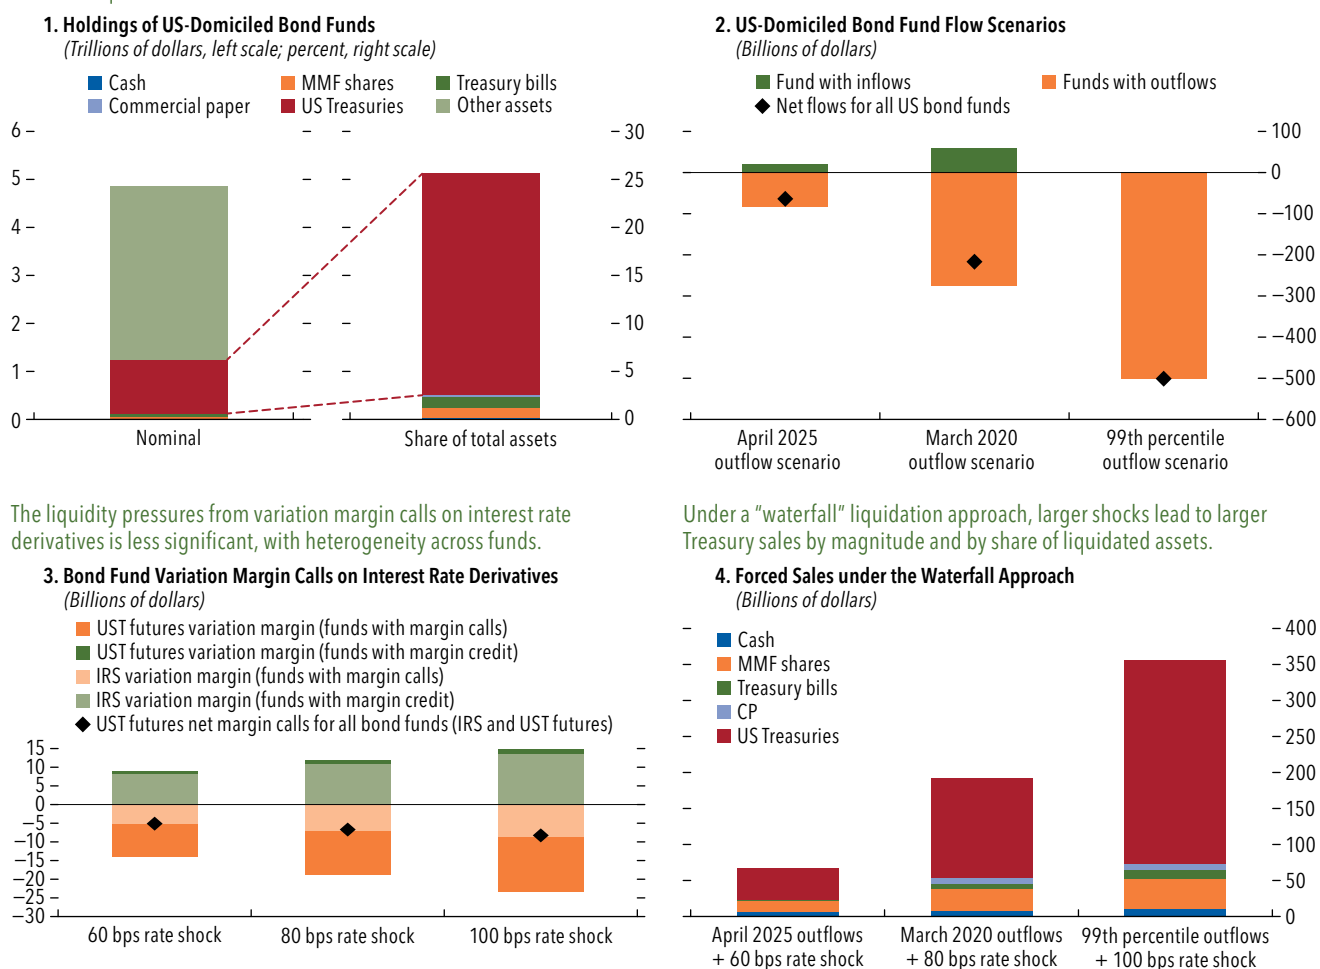 1. Holdings of US-Domiciled Bond Funds
(Trillions of dollars, left scale; percent, right scale)
Cash
MMF shares
Treasury bills
Commercial paper
US Treasuries
Other assets
6
5
4
3
2
1
0
30
25
20
15
10
5
0
Nominal
Share of total assets
2. US-Domiciled Bond Fund Flow Scenarios
(Billions of dollars)
Fund with inflows
Funds with outflows
Net flows for all US bond funds
100
0
−100
−200
−300
−400
−500
−600
April 2025
outflow scenario
March 2020
outflow scenario
99th percentile
outflow scenario
The liquidity pressures from variation margin calls on interest rate
derivatives is less significant, with heterogeneity across funds.
3. Bond Fund Variation Margin Calls on Interest Rate Derivatives
(Billions of dollars)
UST futures variation margin (funds with margin calls)
UST futures variation margin (funds with margin credit)
IRS variation margin (funds with margin calls)
IRS variation margin (funds with margin credit)
UST futures net margin calls for all bond funds (IRS and UST futures)
15
10
5
0
−5
−10
−15
−20
−25
−30
60 bps rate shock
80 bps rate shock
100 bps rate shock
Under a “waterfall” liquidation approach, larger shocks lead to larger
Treasury sales by magnitude and by share of liquidated assets.
4. Forced Sales under the Waterfall Approach
(Billions of dollars)
Cash
MMF shares
Treasury bills
CP
US Treasuries
400
350
300
250
200
150
100
50
0
April 2025 outflows
+ 60 bps rate shock
March 2020 outflows
+ 80 bps rate shock
99th percentile outflows
+ 100 bps rate shock